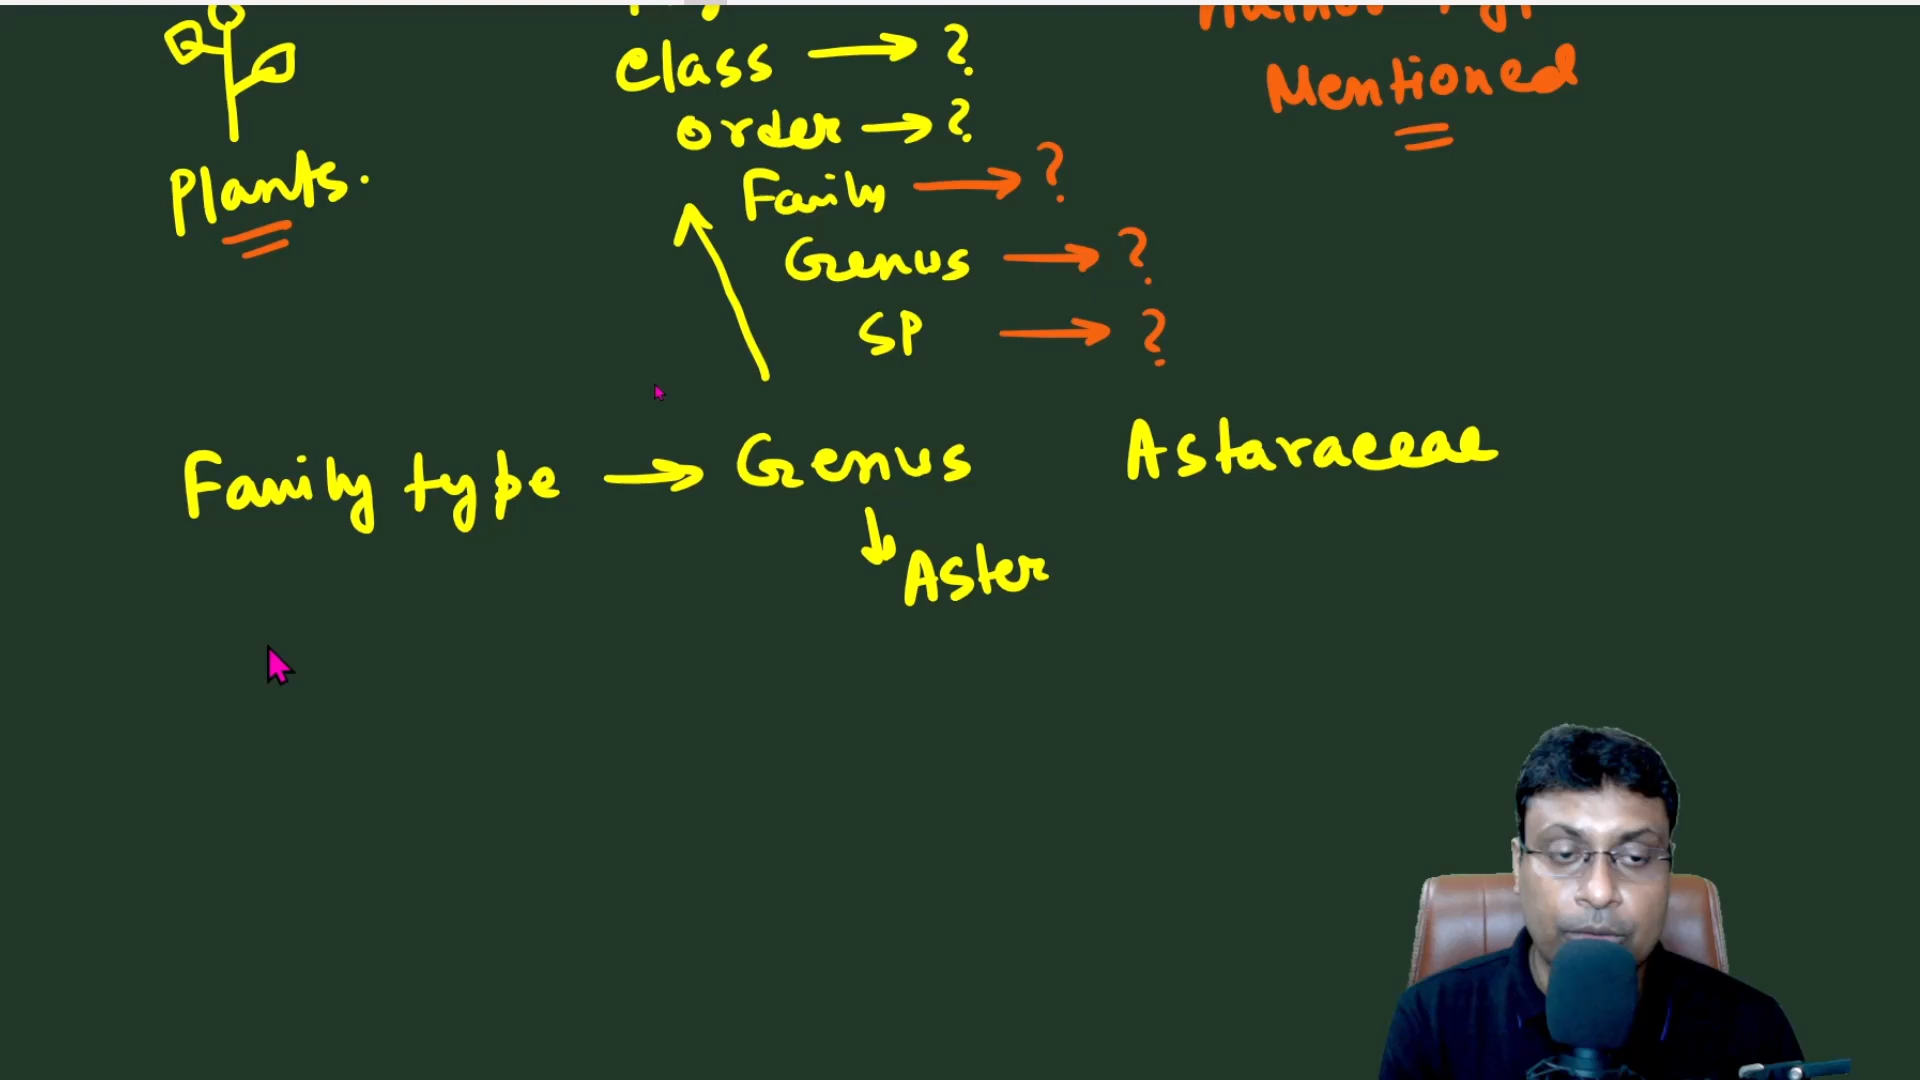 class → ?
order → ?
Family → ?
Genus → ?
SP → ?
Mentioned
Plants.
Family type → Genus
Astaraceae
↓ Aster